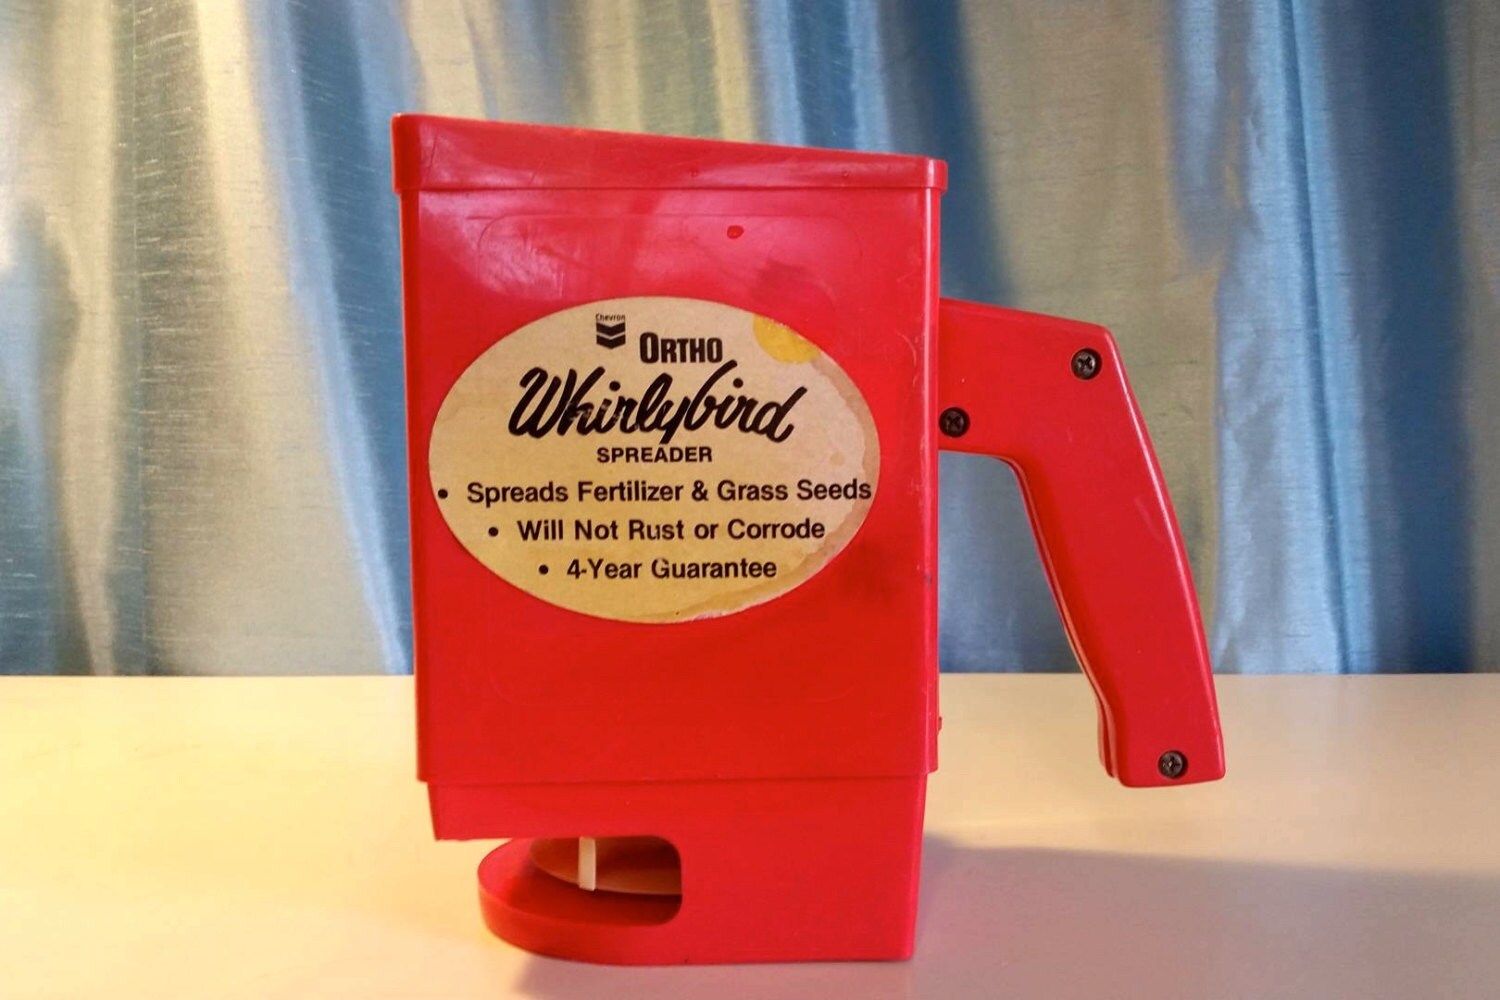 Chevron
ORTHO
Whirlybird
SPREADER
• Spreads Fertilizer & Grass Seeds
• Will Not Rust or Corrode
• 4-Year Guarantee